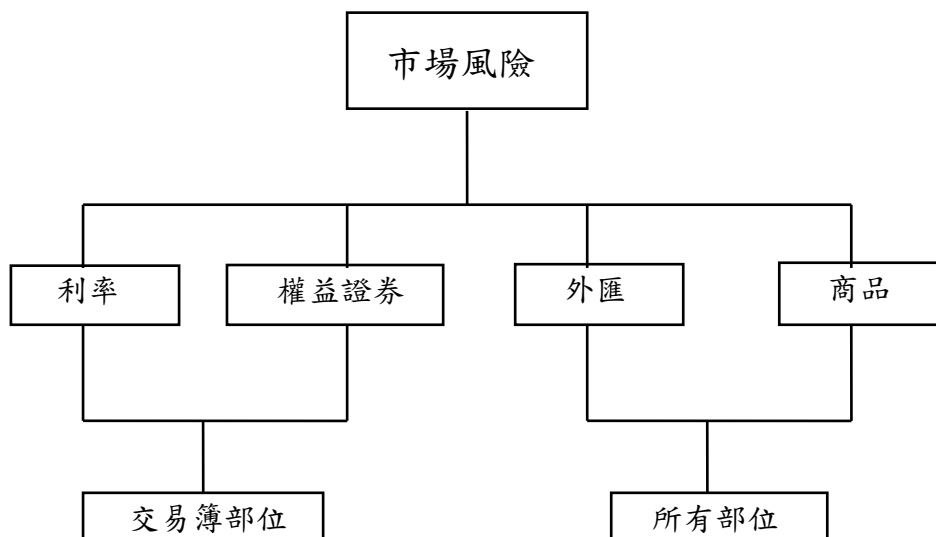 市場風險
利率
權益證券
外匯
商品
交易簿部位
所有部位